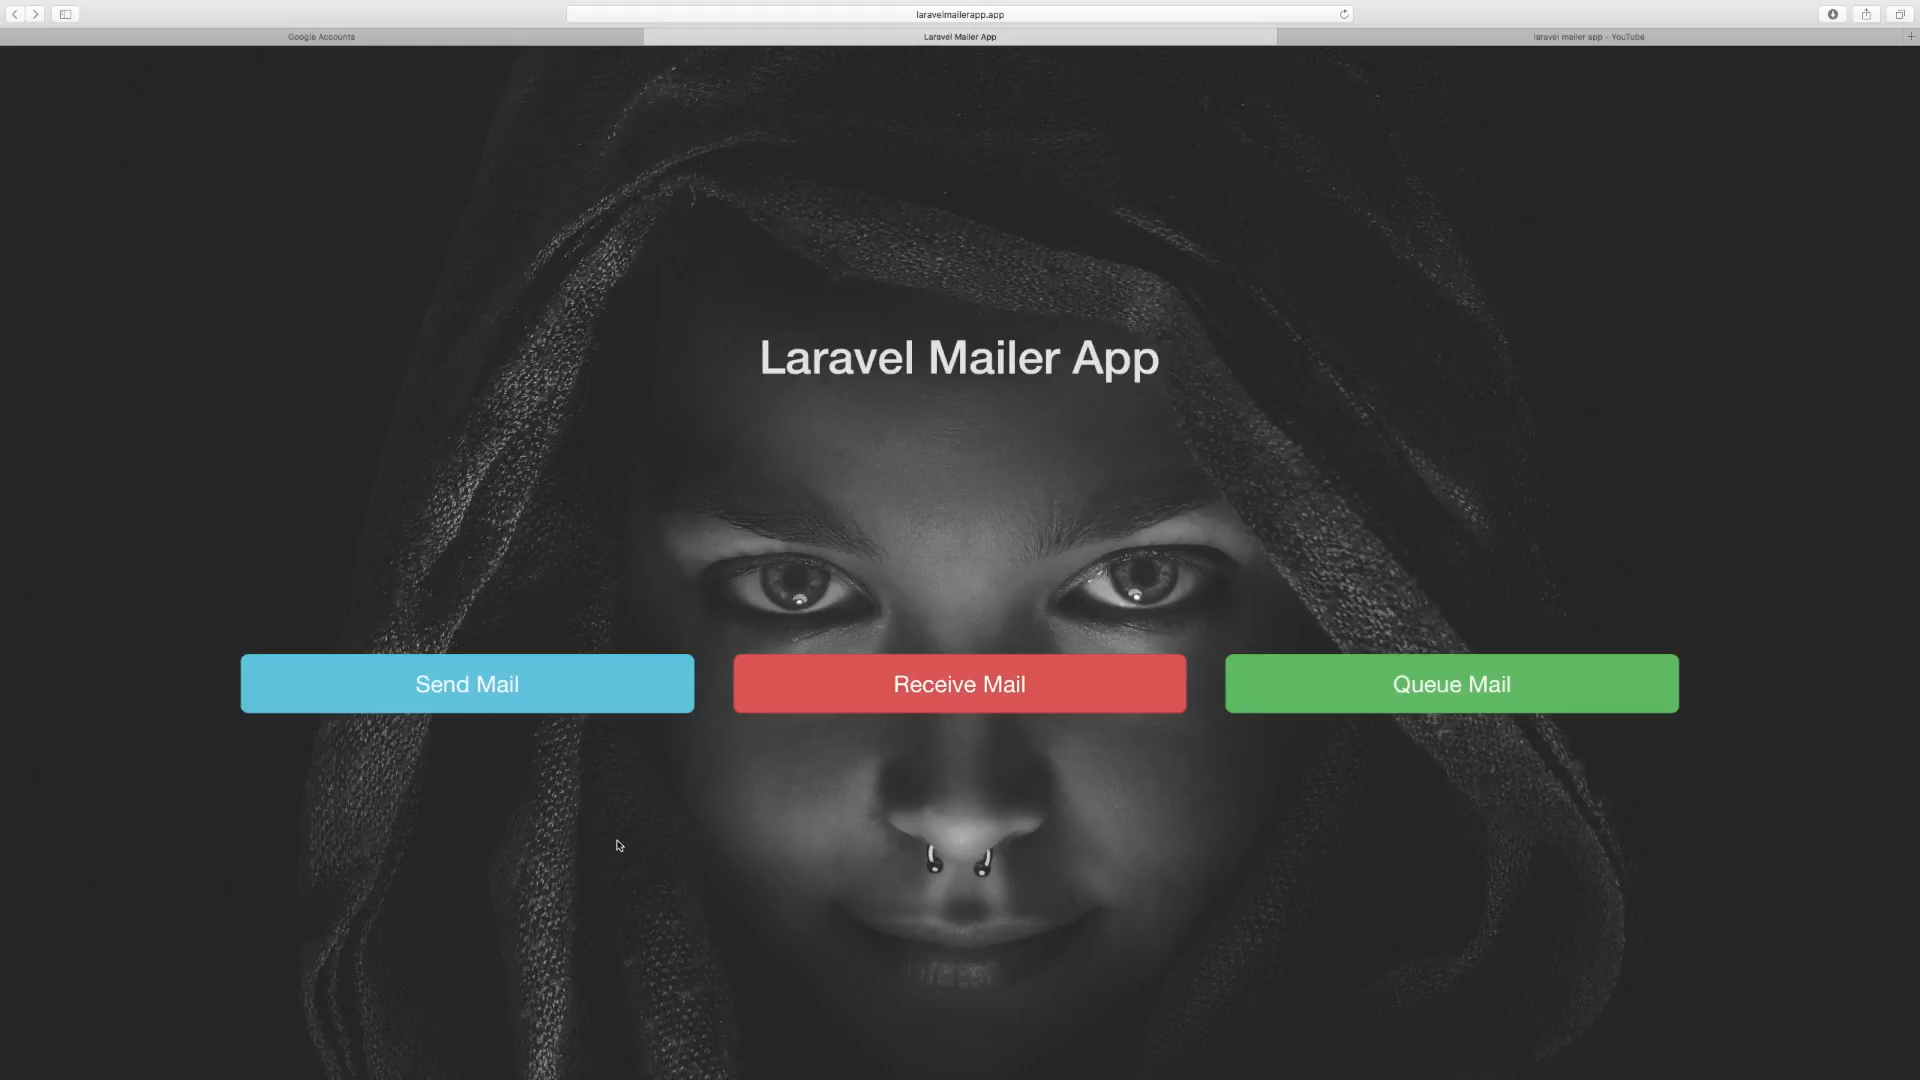 laravelmailerapp.app
Google Accounts
Laravel Mailer App
laravel mailer app - YouTube
Laravel Mailer App
Send Mail
Receive Mail
Queue Mail